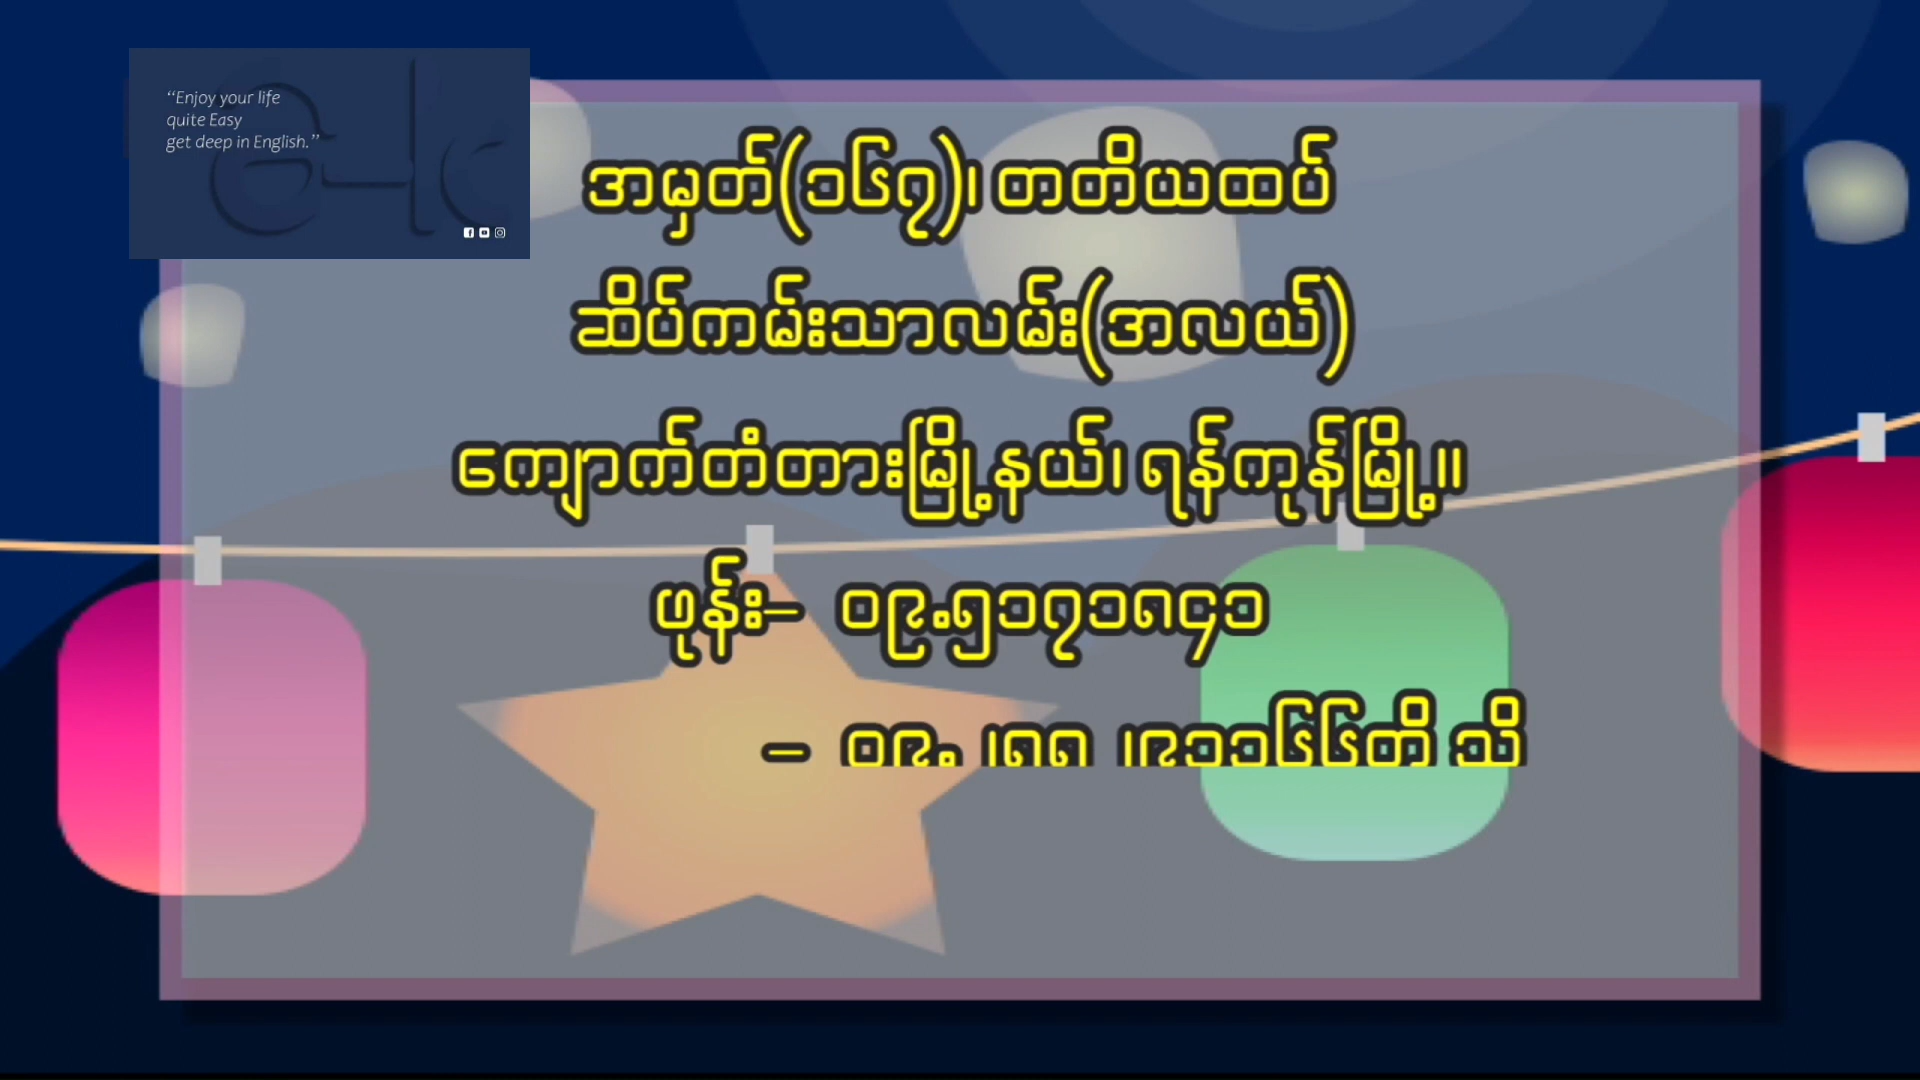 “Enjoy your life
quite Easy
get deep in English.”
အမှတ်(၁၆၇)၊ တတိယထပ်
ဆိပ်ကမ်းသာလမ်း(အလယ်)
ကျောက်တံတားမြို့နယ်၊ ရန်ကုန်မြို့။
ဖုန်း– ၀၉.၅၁၇၁၈၄၁
–